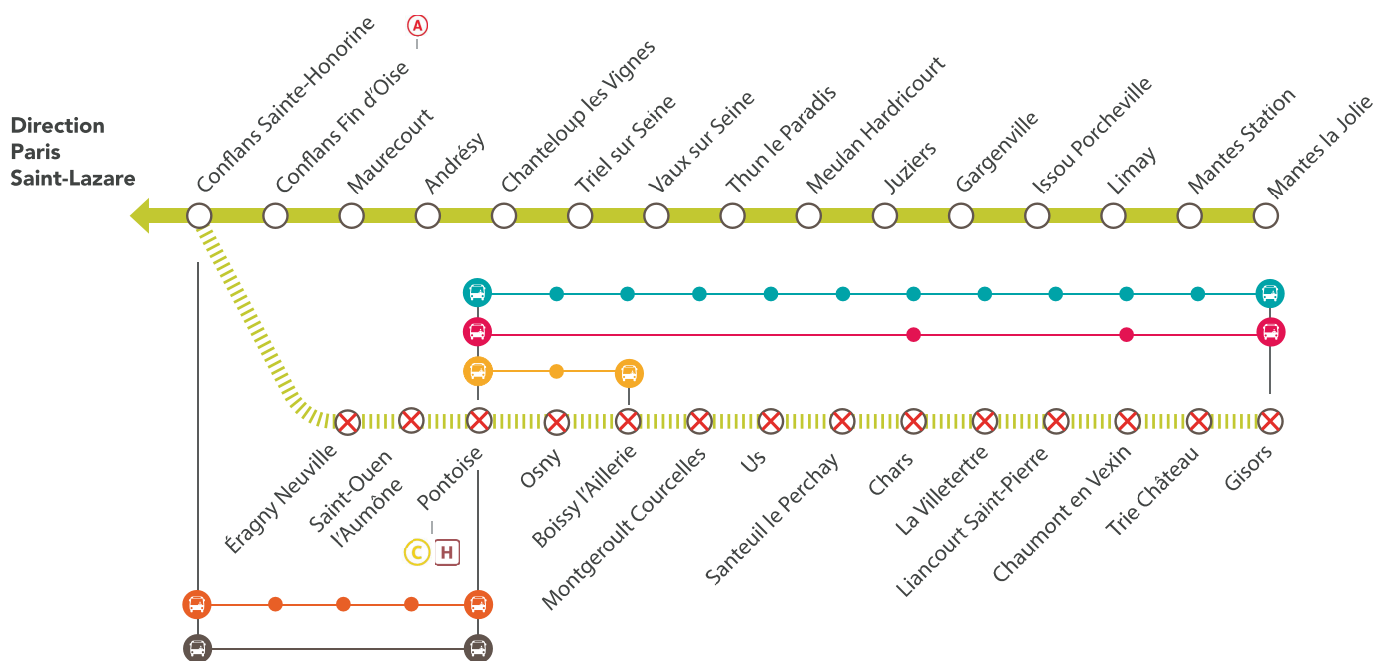 Direction
Paris
Saint-Lazare
Conflans Sainte-Honorine
Conflans Fin d'Oise
A
Maurecourt
Andrésy
Chanteloup les Vignes
Triel sur Seine
Vaux sur Seine
Thun le Paradis
Meulan Hardricourt
Juziers
Gargenville
Issou Porcheville
Limay
Mantes Station
Mantes la Jolie
Éragny Neuville
Saint-Ouen
l'Aumône
Pontoise
C H
Osny
Boissy l'Aillerie
Montgeroult Courcelles
Us
Santeuil le Perchay
Chars
La Villetertre
Liancourt Saint-Pierre
Chaumont en Vexin
Trie Château
Gisors